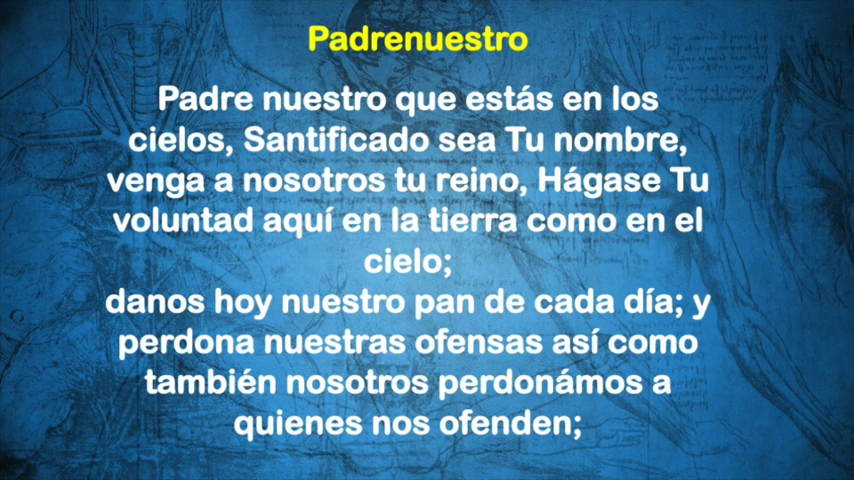 Padrenuestro
Padre nuestro que estás en los
cielos, Santificado sea Tu nombre,
venga a nosotros tu reino, Hágase Tu
voluntad aquí en la tierra como en el
cielo;
danos hoy nuestro pan de cada día; y
perdona nuestras ofensas así como
también nosotros perdonámos a
quienes nos ofenden;